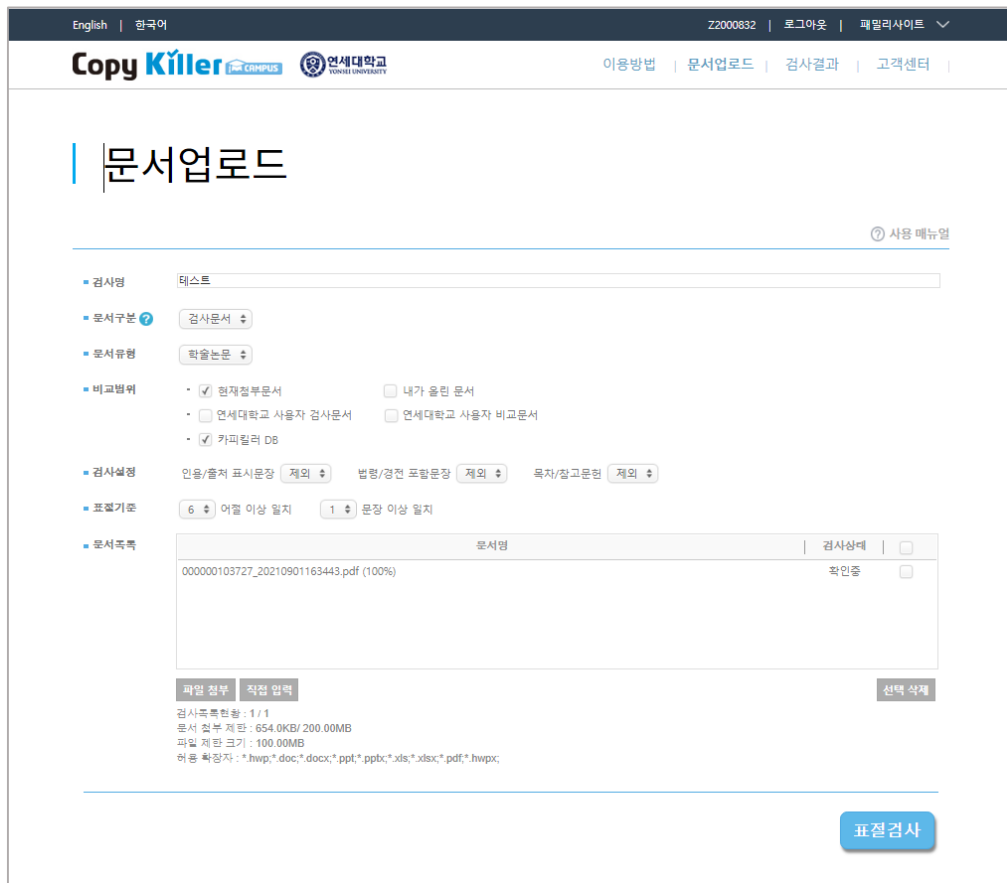 English | 한국어
Z2000832 | 로그아웃 | 패밀리사이트
Copy Killer CAMPUS 연세대학교 YONSEI UNIVERSITY
이용방법 | 문서업로드 | 검사결과 | 고객센터 |
문서업로드
? 사용 매뉴얼
검사명 테스트
문서구분 ? 검사문서
문서유형 학술논문
비교범위 현재첨부문서 내가 올린 문서
연세대학교 사용자 검사문서 연세대학교 사용자 비교문서
카피킬러 DB
검사설정 인용/출처 표시문장 제외 법령/경전 포함문장 제외 목차/참고문헌 제외
표절기준 6 어절 이상 일치 1 문장 이상 일치
문서목록 문서명 | 검사상태 |
000000103727_20210901163443.pdf (100%) 확인중
파일 첨부 직접 입력 선택 삭제
검사목록현황 : 1 / 1
문서 첨부 제한 : 654.0KB/ 200.00MB
파일 제한 크기 : 100.00MB
허용 확장자 : *.hwp;*.doc;*.docx;*.ppt;*.pptx;*.xls;*.xlsx;*.pdf;*.hwpx;
표절검사